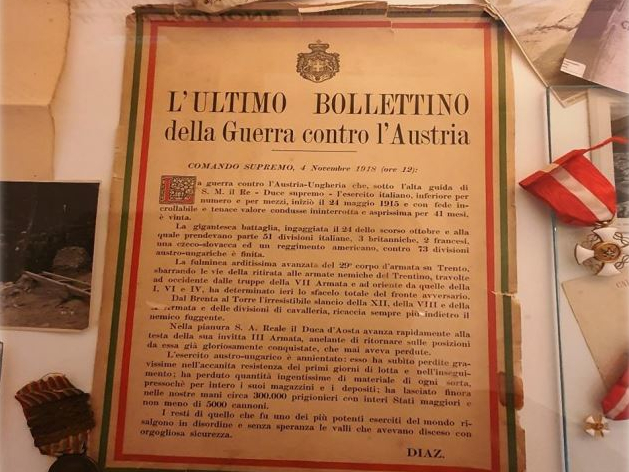 L'ULTIMO BOLLETTINO
della Guerra contro l'Austria
COMANDO SUPREMO, 4 Novembre 1918 (ore 12):
La guerra contro l'Austria-Ungheria che, sotto l'alta guida di
S. M. il Re - Duce supremo - l'esercito italiano, inferiore per
numero e per mezzi, iniziò il 24 maggio 1915 e con fede in-
crollabile e tenace valore condusse ininterrotta e asprissima per 41 mesi,
è vinta.
La gigantesca battaglia, ingaggiata il 24 dello scorso ottobre e alla
quale prendevano parte 51 divisioni italiane, 3 britanniche, 2 francesi,
una czeco-slovacca ed un reggimento americano, contro 73 divisioni
austro-ungariche è finita.
La fulminea arditissima avanzata del 29º corpo d'armata su Trento,
sbarrando le vie della ritirata alle armate nemiche del Trentino, travolte
ad occidente dalle truppe della VII Armata e ad oriente da quelle della
I, VI e IV, ha determinato ieri lo sfacelo totale del fronte avversario.
Dal Brenta al Torre l'irresistibile slancio della XII, della VIII e della
Armata e delle divisioni di cavalleria, ricaccia sempre più indietro il
nemico fuggente.
Nella pianura S. A. Reale il Duca d'Aosta avanza rapidamente alla
testa della sua invitta III Armata, anelante di ritornare sulle posizioni
da essa già gloriosamente conquistate, che mai aveva perdute.
L'esercito austro-ungarico è annientato: esso ha subito perdite gra-
vissime nell'accanita resistenza dei primi giorni di lotta e nell'insegui-
mento; ha perduto quantità ingentissime di materiale di ogni sorta,
pressochè per intero i suoi magazzini e i depositi; ha lasciato finora
nelle nostre mani circa 300.000 prigionieri con interi Stati maggiori e
non meno di 5000 cannoni.
I resti di quello che fu uno dei più potenti eserciti del mondo ri-
salgono in disordine e senza speranza le valli che avevano disceso con
orgogliosa sicurezza.
DIAZ.